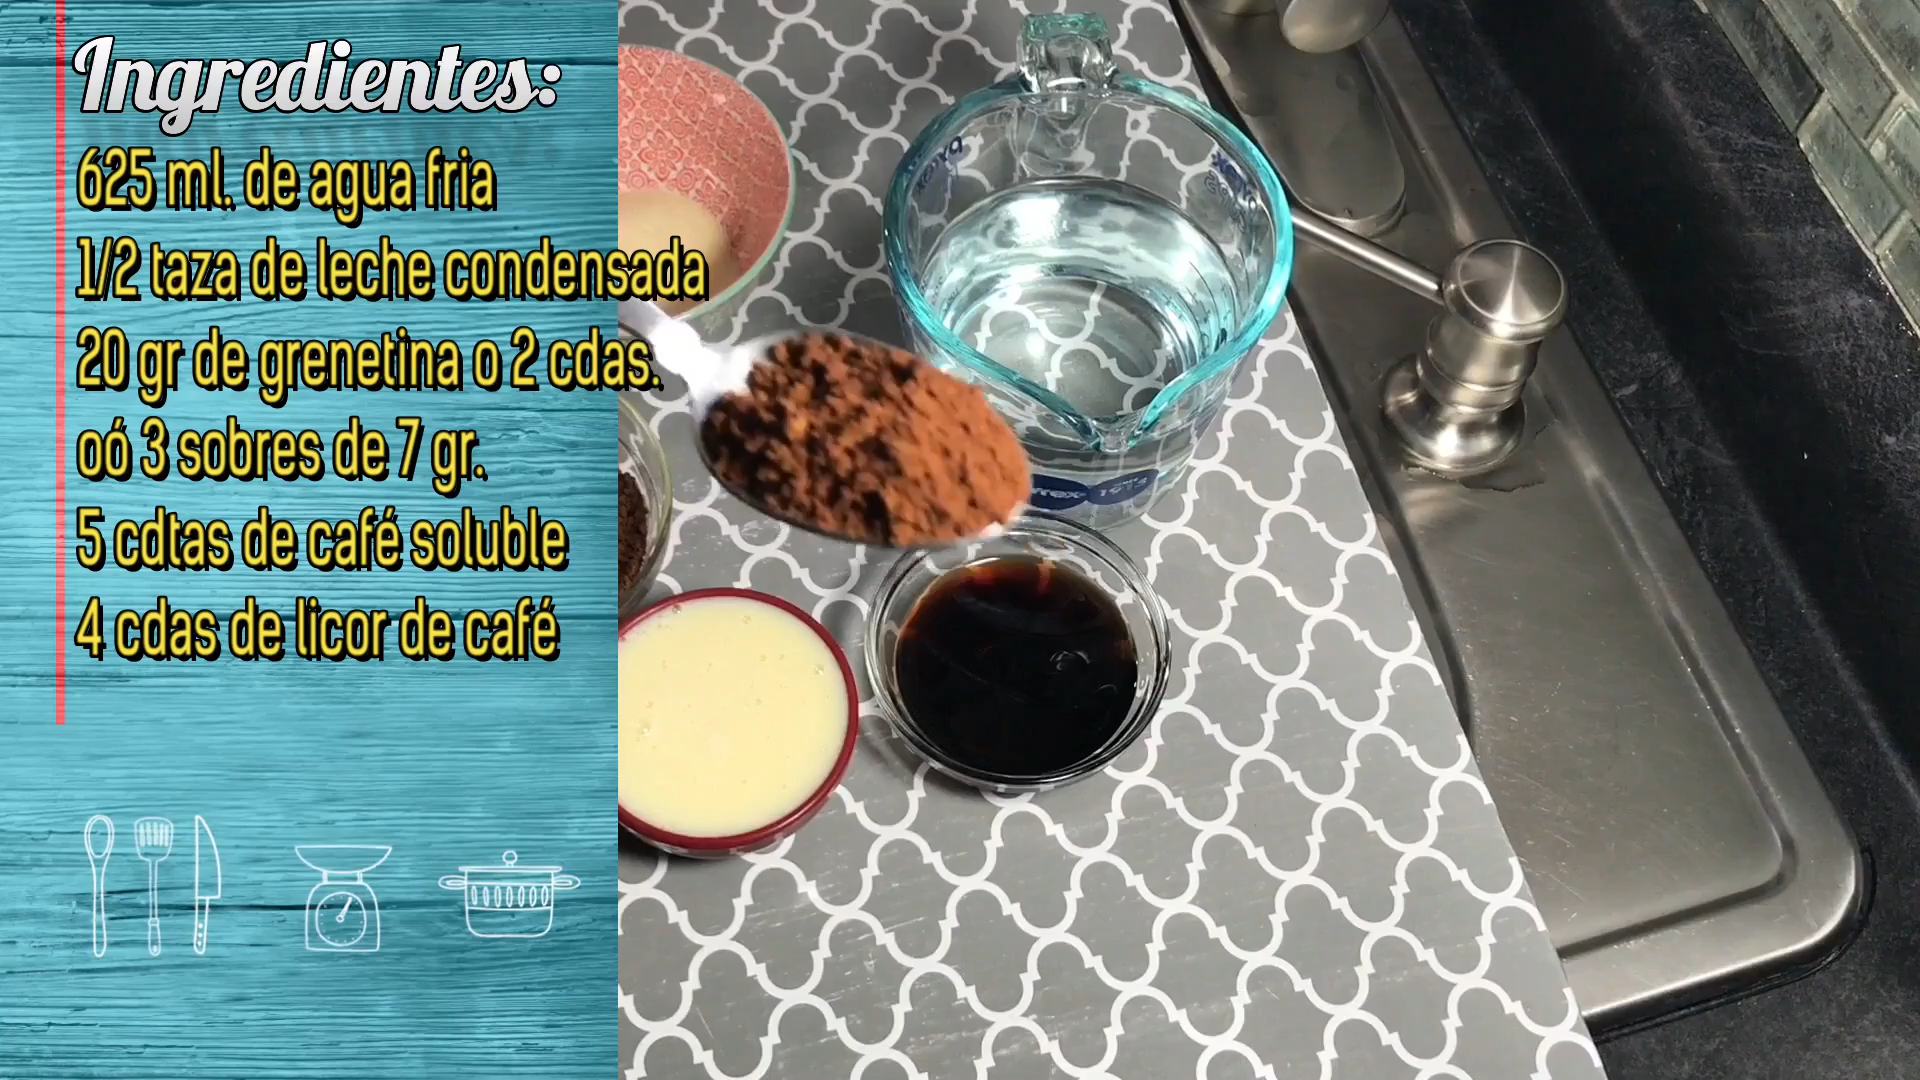 Ingredientes:
625 ml. de agua fria
1/2 taza de leche condensada
20 gr de grenetina o 2 cdas.
oó 3 sobres de 7 gr.
5 cdtas de café soluble
4 cdas de licor de café